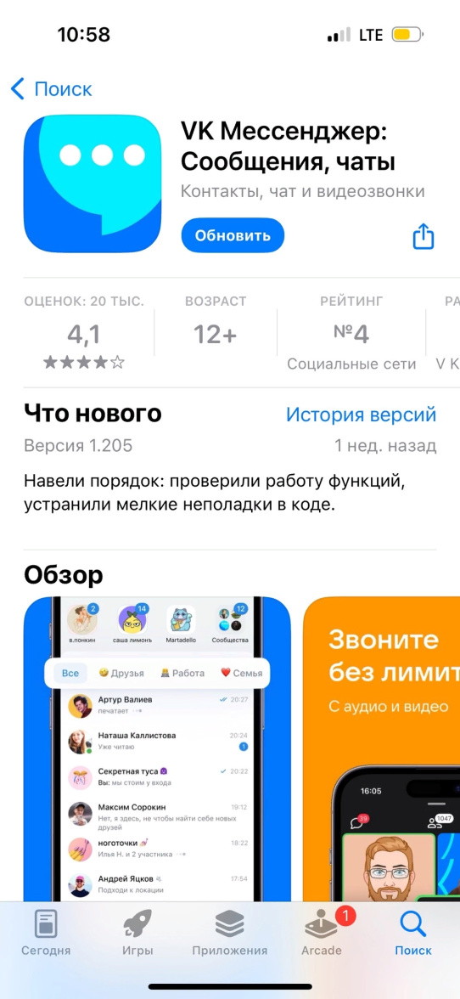 10:58
LTE
Поиск
VK Мессенджер:
Сообщения, чаты
Контакты, чат и видеозвонки
Обновить
ОЦЕНОК: 20 ТЫС.
ВОЗРАСТ
РЕЙТИНГ
РА
4,1
12+
№4
Социальные сети
V K
Что нового
История версий
Версия 1.205
1 нед. назад
Навели порядок: проверили работу функций,
устранили мелкие неполадки в коде.
Обзор
2
14
12
в.понкин
саша лимонъ
Martadello
Сообщества
Все
Друзья
Работа
Семья
Артур Валиев
20:27
печатает
Наташа Каллистова
20:24
Уже читаю
1
Секретная туса
20:22
Вы: мы стоим у входа
Максим Сорокин
19:12
Нет, я здесь, не чтобы найти себе новых
друзей
ноготочки
18:22
Илья Н. и 2 участника
Андрей Яцков
17:54
Подходи к локации
Звоните
без лимит
С аудио и видео
16:05
39
1047
Сегодня
Игры
Приложения
Arcade
1
Поиск